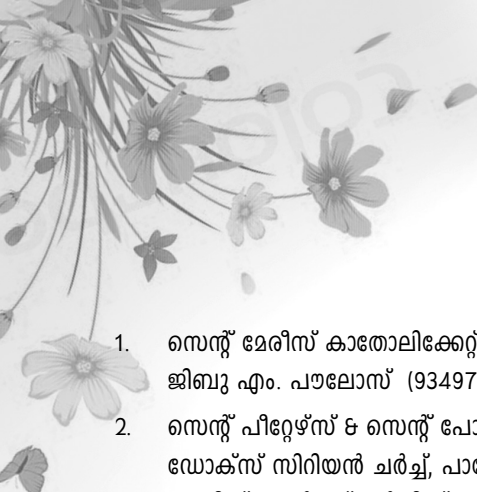 1. സെന്റ് മേരീസ് കാതോലിക്കേറ്റ്
ജിബു എം. പൗലോസ് (93497
2. സെന്റ് പീറ്റേഴ്സ് & സെന്റ് പോ
ഡോക്സ് സിറിയൻ ചർച്ച്, പാ